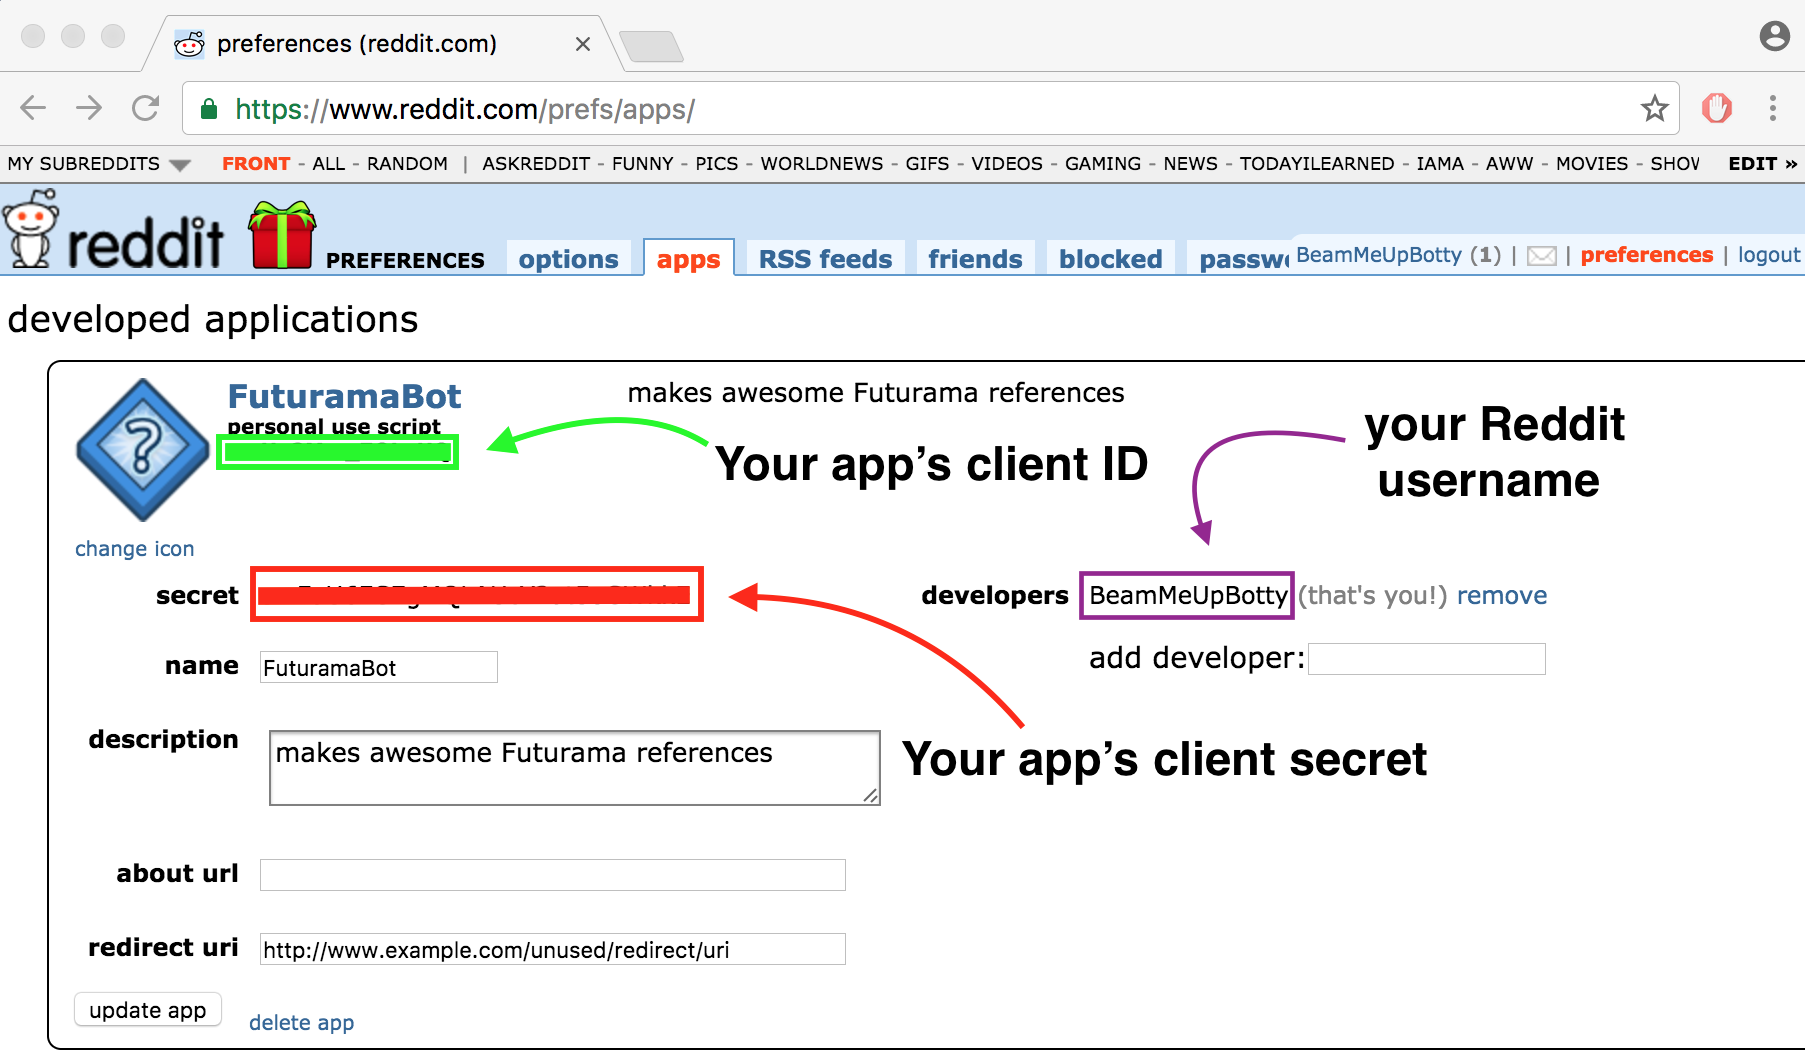 preferences (reddit.com)
https://www.reddit.com/prefs/apps/
MY SUBREDDITS FRONT - ALL - RANDOM | ASKREDDIT - FUNNY - PICS - WORLDNEWS - GIFS - VIDEOS - GAMING - NEWS - TODAYILEARNED - IAMA - AWW - MOVIES - SHOW EDIT »
reddit PREFERENCES options apps RSS feeds friends blocked passw BeamMeUpBotty (1) | | preferences | logout
developed applications
FuturamaBot
makes awesome Futurama references
personal use script
Your app’s client ID
your Reddit
username
change icon
secret
developers BeamMeUpBotty (that's you!) remove
add developer:
name FuturamaBot
description makes awesome Futurama references
Your app’s client secret
about url
redirect uri http://www.example.com/unused/redirect/uri
update app delete app